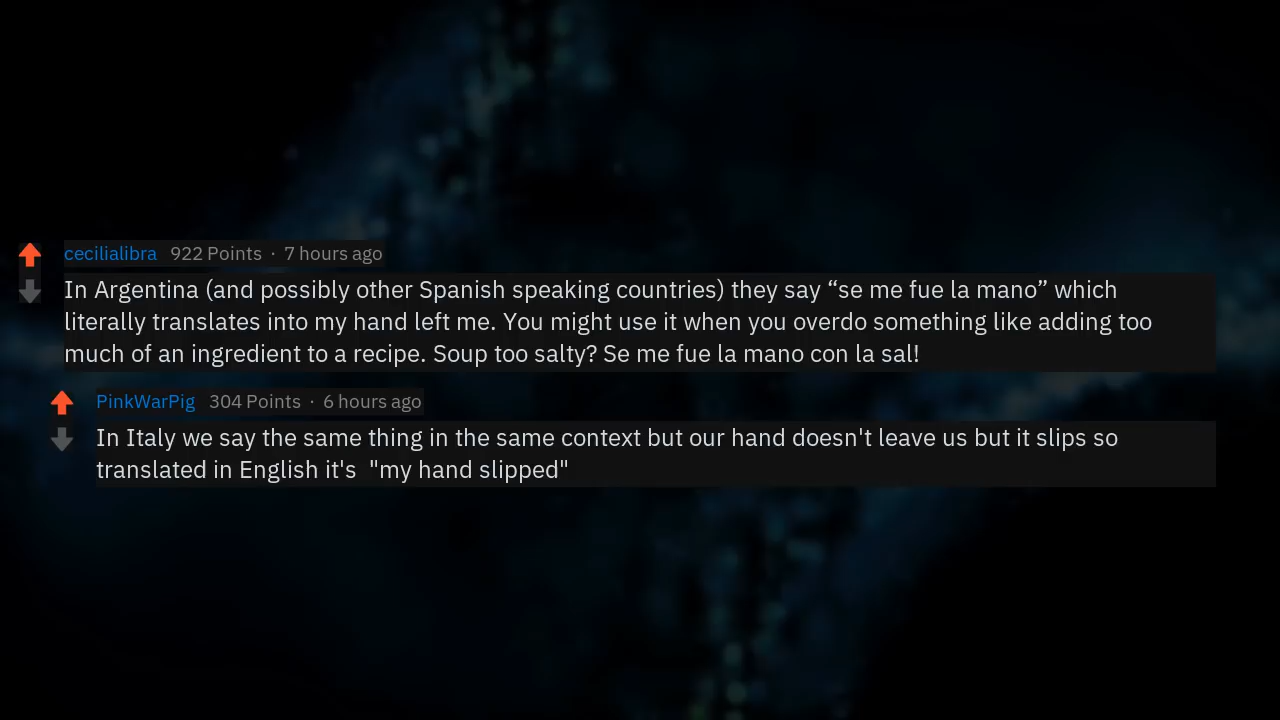 cecilialibra 922 Points · 7 hours ago
In Argentina (and possibly other Spanish speaking countries) they say “se me fue la mano” which
literally translates into my hand left me. You might use it when you overdo something like adding too
much of an ingredient to a recipe. Soup too salty? Se me fue la mano con la sal!
PinkWarPig 304 Points · 6 hours ago
In Italy we say the same thing in the same context but our hand doesn't leave us but it slips so
translated in English it's  "my hand slipped"